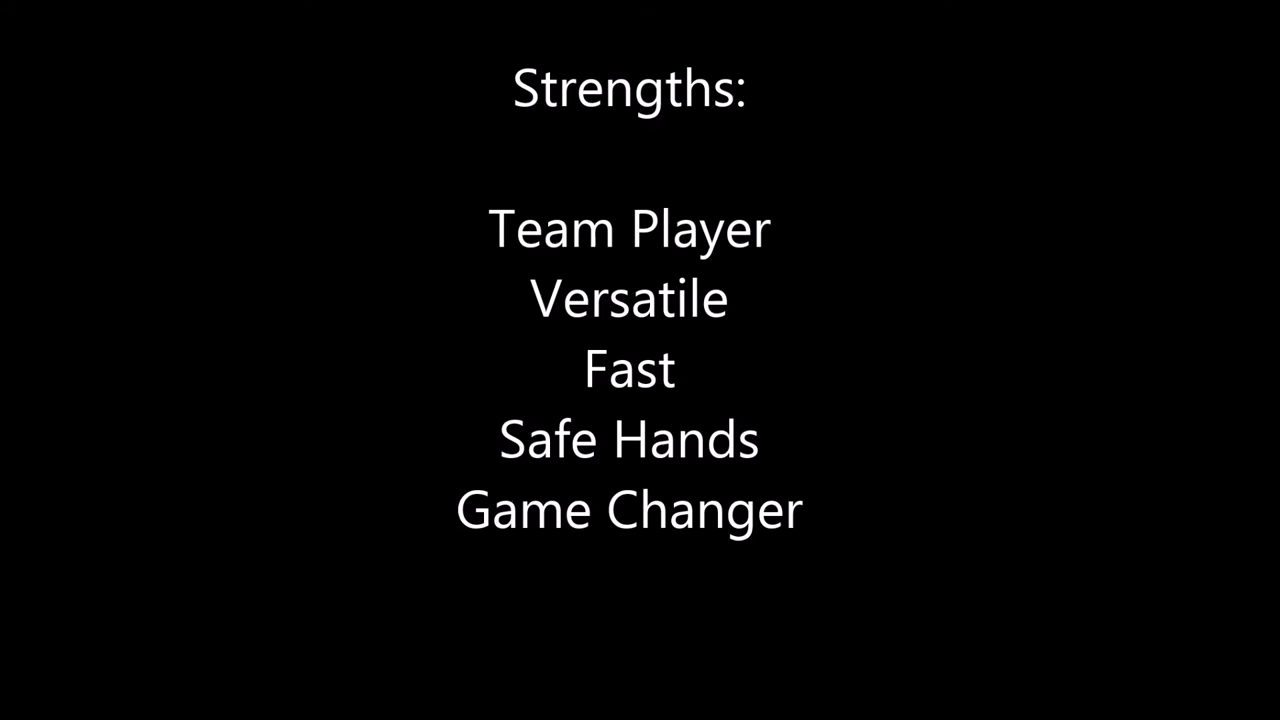 Strengths:
Team Player
Versatile
Fast
Safe Hands
Game Changer